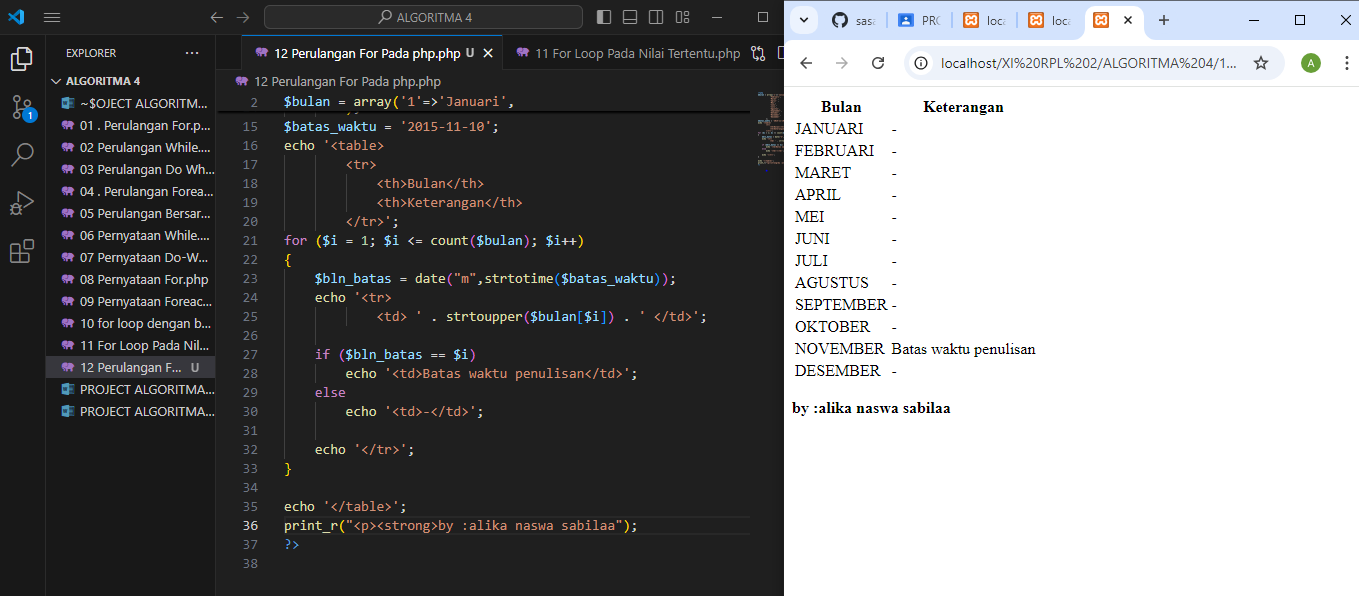 ALGORITMA 4
EXPLORER
ALGORITMA 4
~$OJECT ALGORITM...
01 . Perulangan For.p...
02 Perulangan While....
03 Perulangan Do Wh...
04 . Perulangan Forea...
05 Perulangan Bersar...
06 Pernyataan While....
07 Pernyataan Do-W...
08 Pernyataan For.php
09 Pernyataan Foreac...
10 for loop dengan b...
11 For Loop Pada Nil...
12 Perulangan F... U
PROJECT ALGORITMA...
PROJECT ALGORITMA...
1
12 Perulangan For Pada php.php U
11 For Loop Pada Nilai Tertentu.php
12 Perulangan For Pada php.php
2 $bulan = array('1'=>'Januari',
15 $batas_waktu = '2015-11-10';
16 echo '<table>
17 <tr>
18 <th>Bulan</th>
19 <th>Keterangan</th>
20 </tr>';
21 for ($i = 1; $i <= count($bulan); $i++)
22 {
23 $bln_batas = date("m",strtotime($batas_waktu));
24 echo '<tr>
25 <td> ' . strtoupper($bulan[$i]) . ' </td>';
26
27 if ($bln_batas == $i)
28 echo '<td>Batas waktu penulisan</td>';
29 else
30 echo '<td>-</td>';
31
32 echo '</tr>';
33 }
34
35 echo '</table>';
36 print_r("<p><strong>by :alika naswa sabilaa");
37 ?>
38
sasa
PRC
loca
loca
localhost/XI%20RPL%202/ALGORITMA%204/1...
A
Bulan Keterangan
JANUARI -
FEBRUARI -
MARET -
APRIL -
MEI -
JUNI -
JULI -
AGUSTUS -
SEPTEMBER -
OKTOBER -
NOVEMBER Batas waktu penulisan
DESEMBER -
by :alika naswa sabilaa